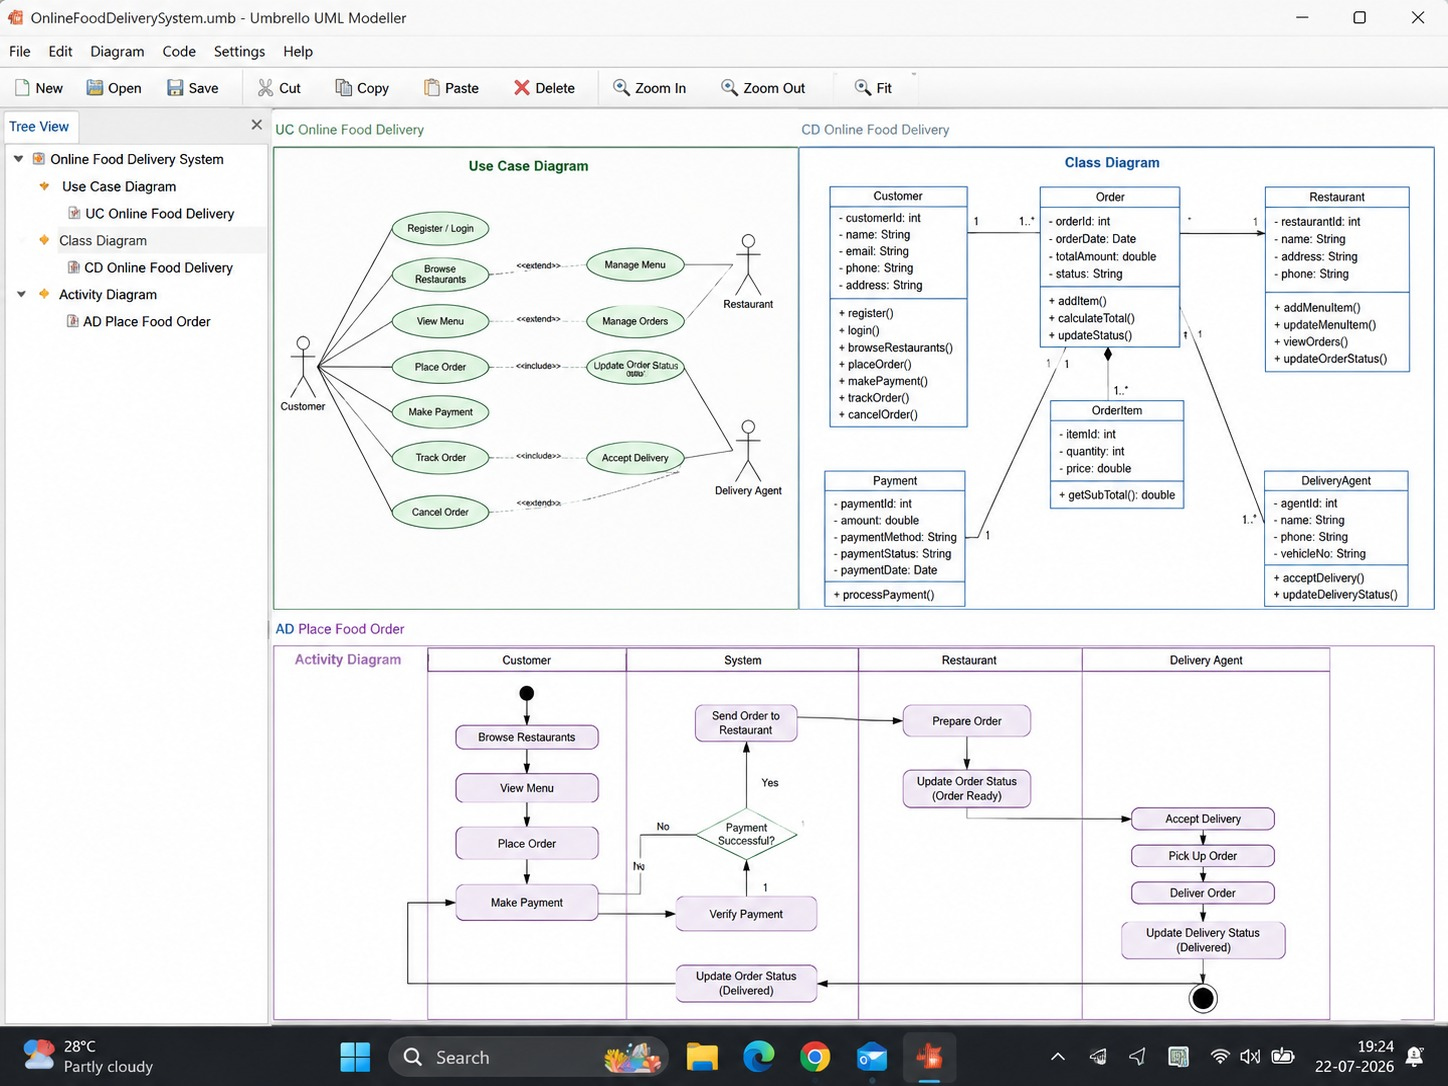 OnlineFoodDeliverySystem.umb - Umbrello UML Modeller
File Edit Diagram Code Settings Help
New Open Save Cut Copy Paste Delete Zoom In Zoom Out Fit
Tree View
Online Food Delivery System
Use Case Diagram
UC Online Food Delivery
Class Diagram
CD Online Food Delivery
Activity Diagram
AD Place Food Order
UC Online Food Delivery
Use Case Diagram
Register / Login
Browse
Restaurants
<<extend>>
Manage Menu
Restaurant
View Menu
<<extend>>
Manage Orders
Place Order
<<include>>
Update Order Status
Customer
Make Payment
Track Order
<<include>>
Accept Delivery
Delivery Agent
Cancel Order
<<extend>>
CD Online Food Delivery
Class Diagram
Customer
- customerId: int
- name: String
- email: String
- phone: String
- address: String
+ register()
+ login()
+ browseRestaurants()
+ placeOrder()
+ makePayment()
+ trackOrder()
+ cancelOrder()
1
1..*
Order
- orderId: int
- orderDate: Date
- totalAmount: double
- status: String
+ addItem()
+ calculateTotal()
+ updateStatus()
*
1
Restaurant
- restaurantId: int
- name: String
- address: String
- phone: String
+ addMenuItem()
+ updateMenuItem()
+ viewOrders()
+ updateOrderStatus()
1
1
1
1..*
OrderItem
- itemId: int
- quantity: int
- price: double
+ getSubTotal(): double
Payment
- paymentId: int
- amount: double
- paymentMethod: String
- paymentStatus: String
- paymentDate: Date
+ processPayment()
1
1..*
DeliveryAgent
- agentId: int
- name: String
- phone: String
- vehicleNo: String
+ acceptDelivery()
+ updateDeliveryStatus()
AD Place Food Order
Activity Diagram
Customer
System
Restaurant
Delivery Agent
Browse Restaurants
View Menu
Place Order
Make Payment
Send Order to
Restaurant
Yes
Payment
Successful?
No
1
Verify Payment
Update Order Status
(Delivered)
Prepare Order
Update Order Status
(Order Ready)
Accept Delivery
Pick Up Order
Deliver Order
Update Delivery Status
(Delivered)
28°C
Partly cloudy
Search
19:24
22-07-2026